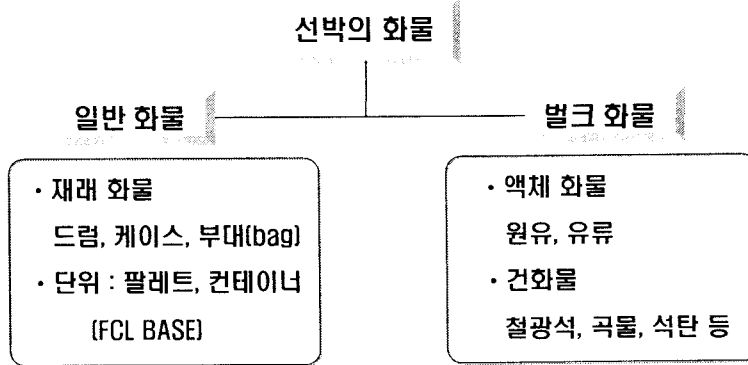 선박의 화물
일반 화물
벌크 화물
· 재래 화물
드럼, 케이스, 부대(bag)
· 단위 : 팔레트, 컨테이너
(FCL BASE)
· 액체 화물
원유, 유류
· 건화물
철광석, 곡물, 석탄 등